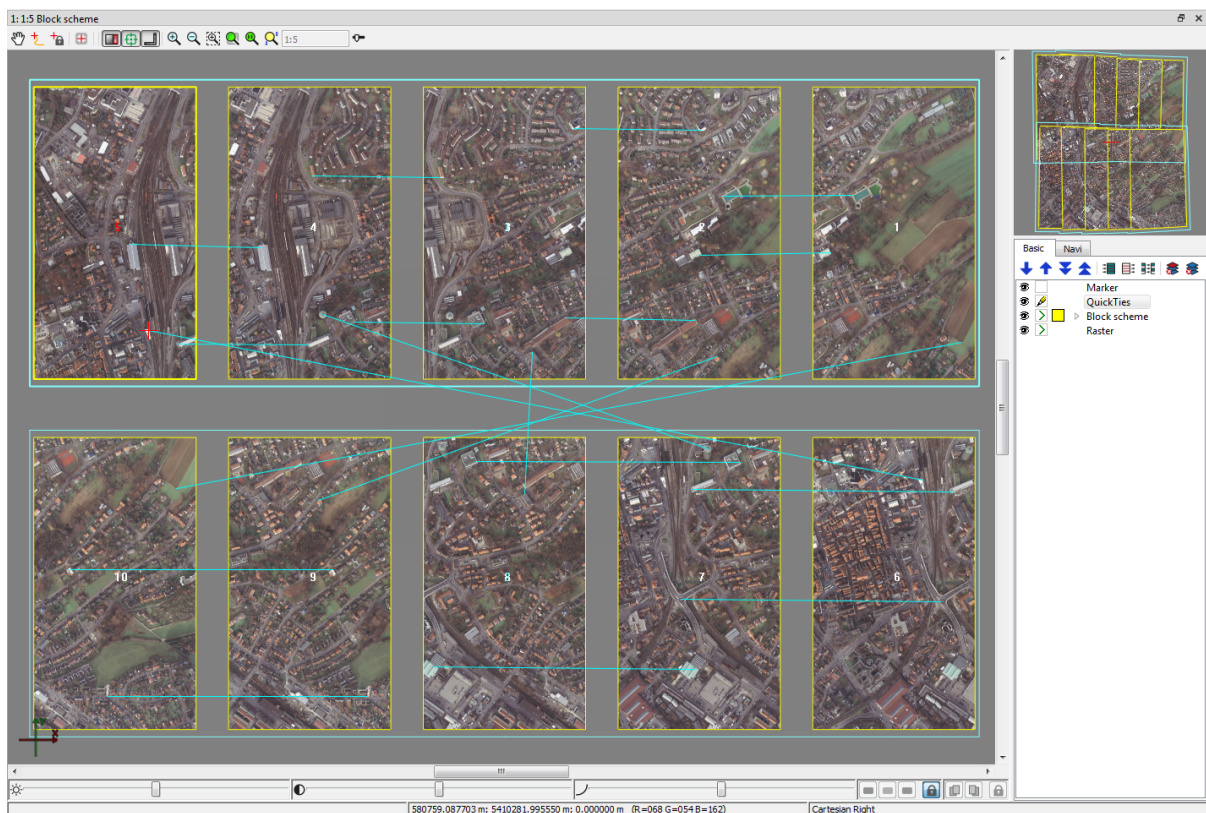 1: 1:5 Block scheme
1:5
5
4
3
2
1
10
9
8
7
6
Y
X
Basic
Navi
Marker
QuickTies
Block scheme
Raster
580759.087703 m; 5410281.995550 m; 0.000000 m (R=068 G=054 B=162)
Cartesian Right